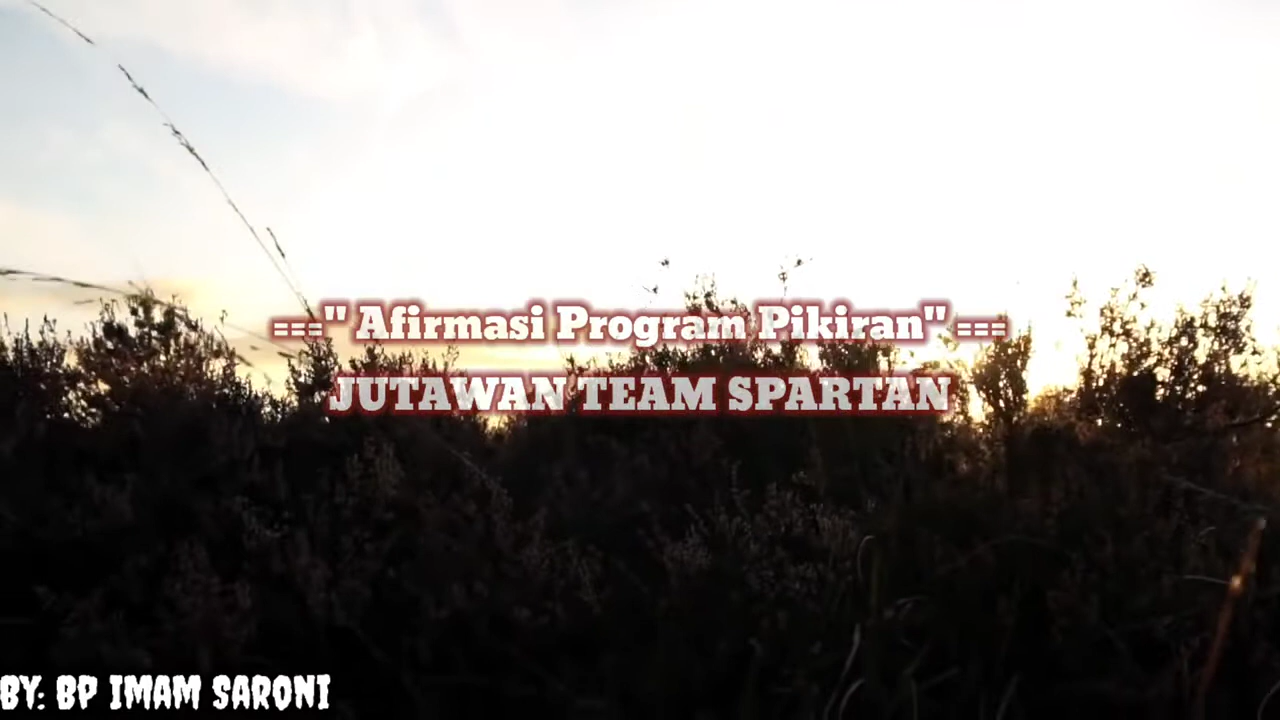 ===" Afirmasi Program Pikiran" ===
JUTAWAN TEAM SPARTAN
BY: BP IMAM SARONI